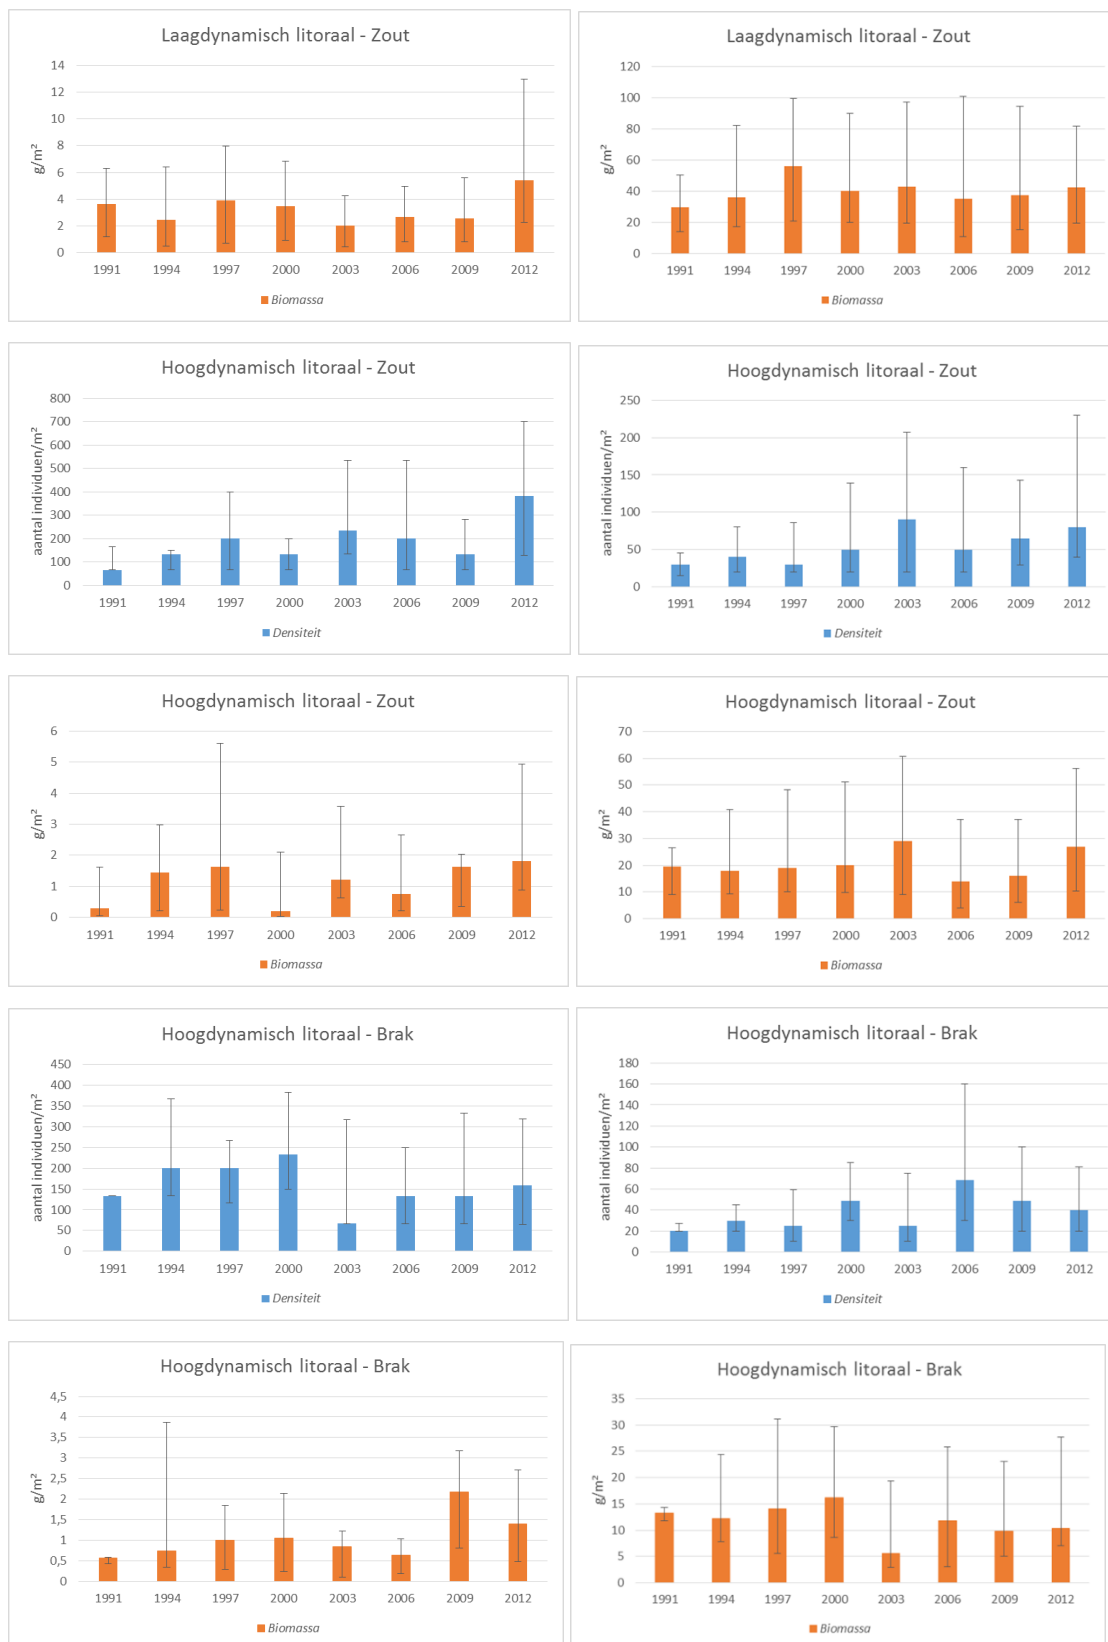 Laagdynamisch litoraal - Zout
14
12
10
8
6
4
2
0
g/m²
1991 1994 1997 2000 2003 2006 2009 2012
Biomassa
Laagdynamisch litoraal - Zout
120
100
80
60
40
20
0
g/m²
1991 1994 1997 2000 2003 2006 2009 2012
Biomassa
Hoogdynamisch litoraal - Zout
800
700
600
500
400
300
200
100
0
aantal individuen/m²
1991 1994 1997 2000 2003 2006 2009 2012
Densiteit
Hoogdynamisch litoraal - Zout
250
200
150
100
50
0
aantal individuen/m²
1991 1994 1997 2000 2003 2006 2009 2012
Densiteit
Hoogdynamisch litoraal - Zout
6
5
4
3
2
1
0
g/m²
1991 1994 1997 2000 2003 2006 2009 2012
Biomassa
Hoogdynamisch litoraal - Zout
70
60
50
40
30
20
10
0
g/m²
1991 1994 1997 2000 2003 2006 2009 2012
Biomassa
Hoogdynamisch litoraal - Brak
450
400
350
300
250
200
150
100
50
0
aantal individuen/m²
1991 1994 1997 2000 2003 2006 2009 2012
Densiteit
Hoogdynamisch litoraal - Brak
180
160
140
120
100
80
60
40
20
0
aantal individuen/m²
1991 1994 1997 2000 2003 2006 2009 2012
Densiteit
Hoogdynamisch litoraal - Brak
4,5
4
3,5
3
2,5
2
1,5
1
0,5
0
g/m²
1991 1994 1997 2000 2003 2006 2009 2012
Biomassa
Hoogdynamisch litoraal - Brak
35
30
25
20
15
10
5
0
g/m²
1991 1994 1997 2000 2003 2006 2009 2012
Biomassa